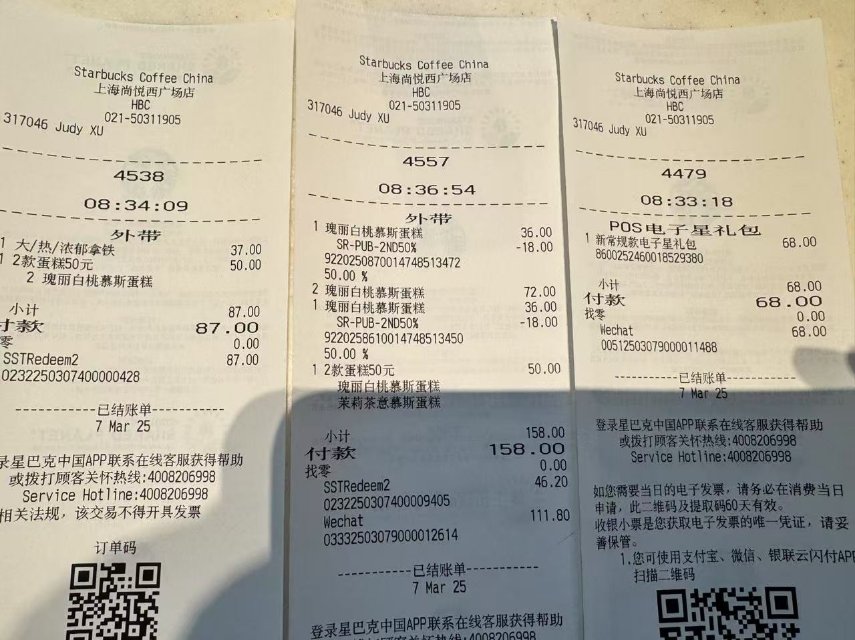 Starbucks Coffee China
上海尚悦西广场店
HBC
021-50311905
317046 Judy XU
4538
08:34:09
外带
1 大/热/浓郁拿铁 37.00
1 2款蛋糕50元 50.00
2 瑰丽白桃慕斯蛋糕
小计 87.00
付款 87.00
零 0.00
SSTRedeem2 87.00
0232250307400000428
------------已结账单------------
7 Mar 25
录星巴克中国APP联系在线客服获得帮助
或拨打顾客关怀热线:4008206998
Service Hotline:4008206998
相关法规，该交易不得开具发票
订单码
Starbucks Coffee China
上海尚悦西广场店
HBC
021-50311905
317046 Judy XU
4557
08:36:54
外带
1 瑰丽白桃慕斯蛋糕 36.00
SR-PUB-2ND50% -18.00
9220250870014748513472
50.00 %
2 瑰丽白桃慕斯蛋糕 72.00
1 瑰丽白桃慕斯蛋糕 36.00
SR-PUB-2ND50% -18.00
9220258610014748513450
50.00 %
1 2款蛋糕50元 50.00
瑰丽白桃慕斯蛋糕
茉莉茶意慕斯蛋糕
小计 158.00
付款 158.00
找零 0.00
SSTRedeem2 46.20
0232250307400009405
Wechat 111.80
03332503079000012614
------------已结账单------------
7 Mar 25
登录星巴克中国APP联系在线客服获得帮助
或拨打顾客关怀热线:4008206998
Starbucks Coffee China
上海尚悦西广场店
HBC
021-50311905
317046 Judy XU
4479
08:33:18
POS电子星礼包
1 新常规款电子星礼包 68.00
8600252460018529380
小计 68.00
付款 68.00
找零 0.00
Wechat 68.00
00512503079000011488
------------已结账单------------
7 Mar 25
登录星巴克中国APP联系在线客服获得帮助
或拨打顾客关怀热线:4008206998
Service Hotline:4008206998
如您需要当日的电子发票，请务必在消费当日
申请，此二维码及提取码60天有效。
收银小票是您获取电子发票的唯一凭证，请妥
善保管。
1.您可使用支付宝、微信、银联云闪付APP
扫描二维码